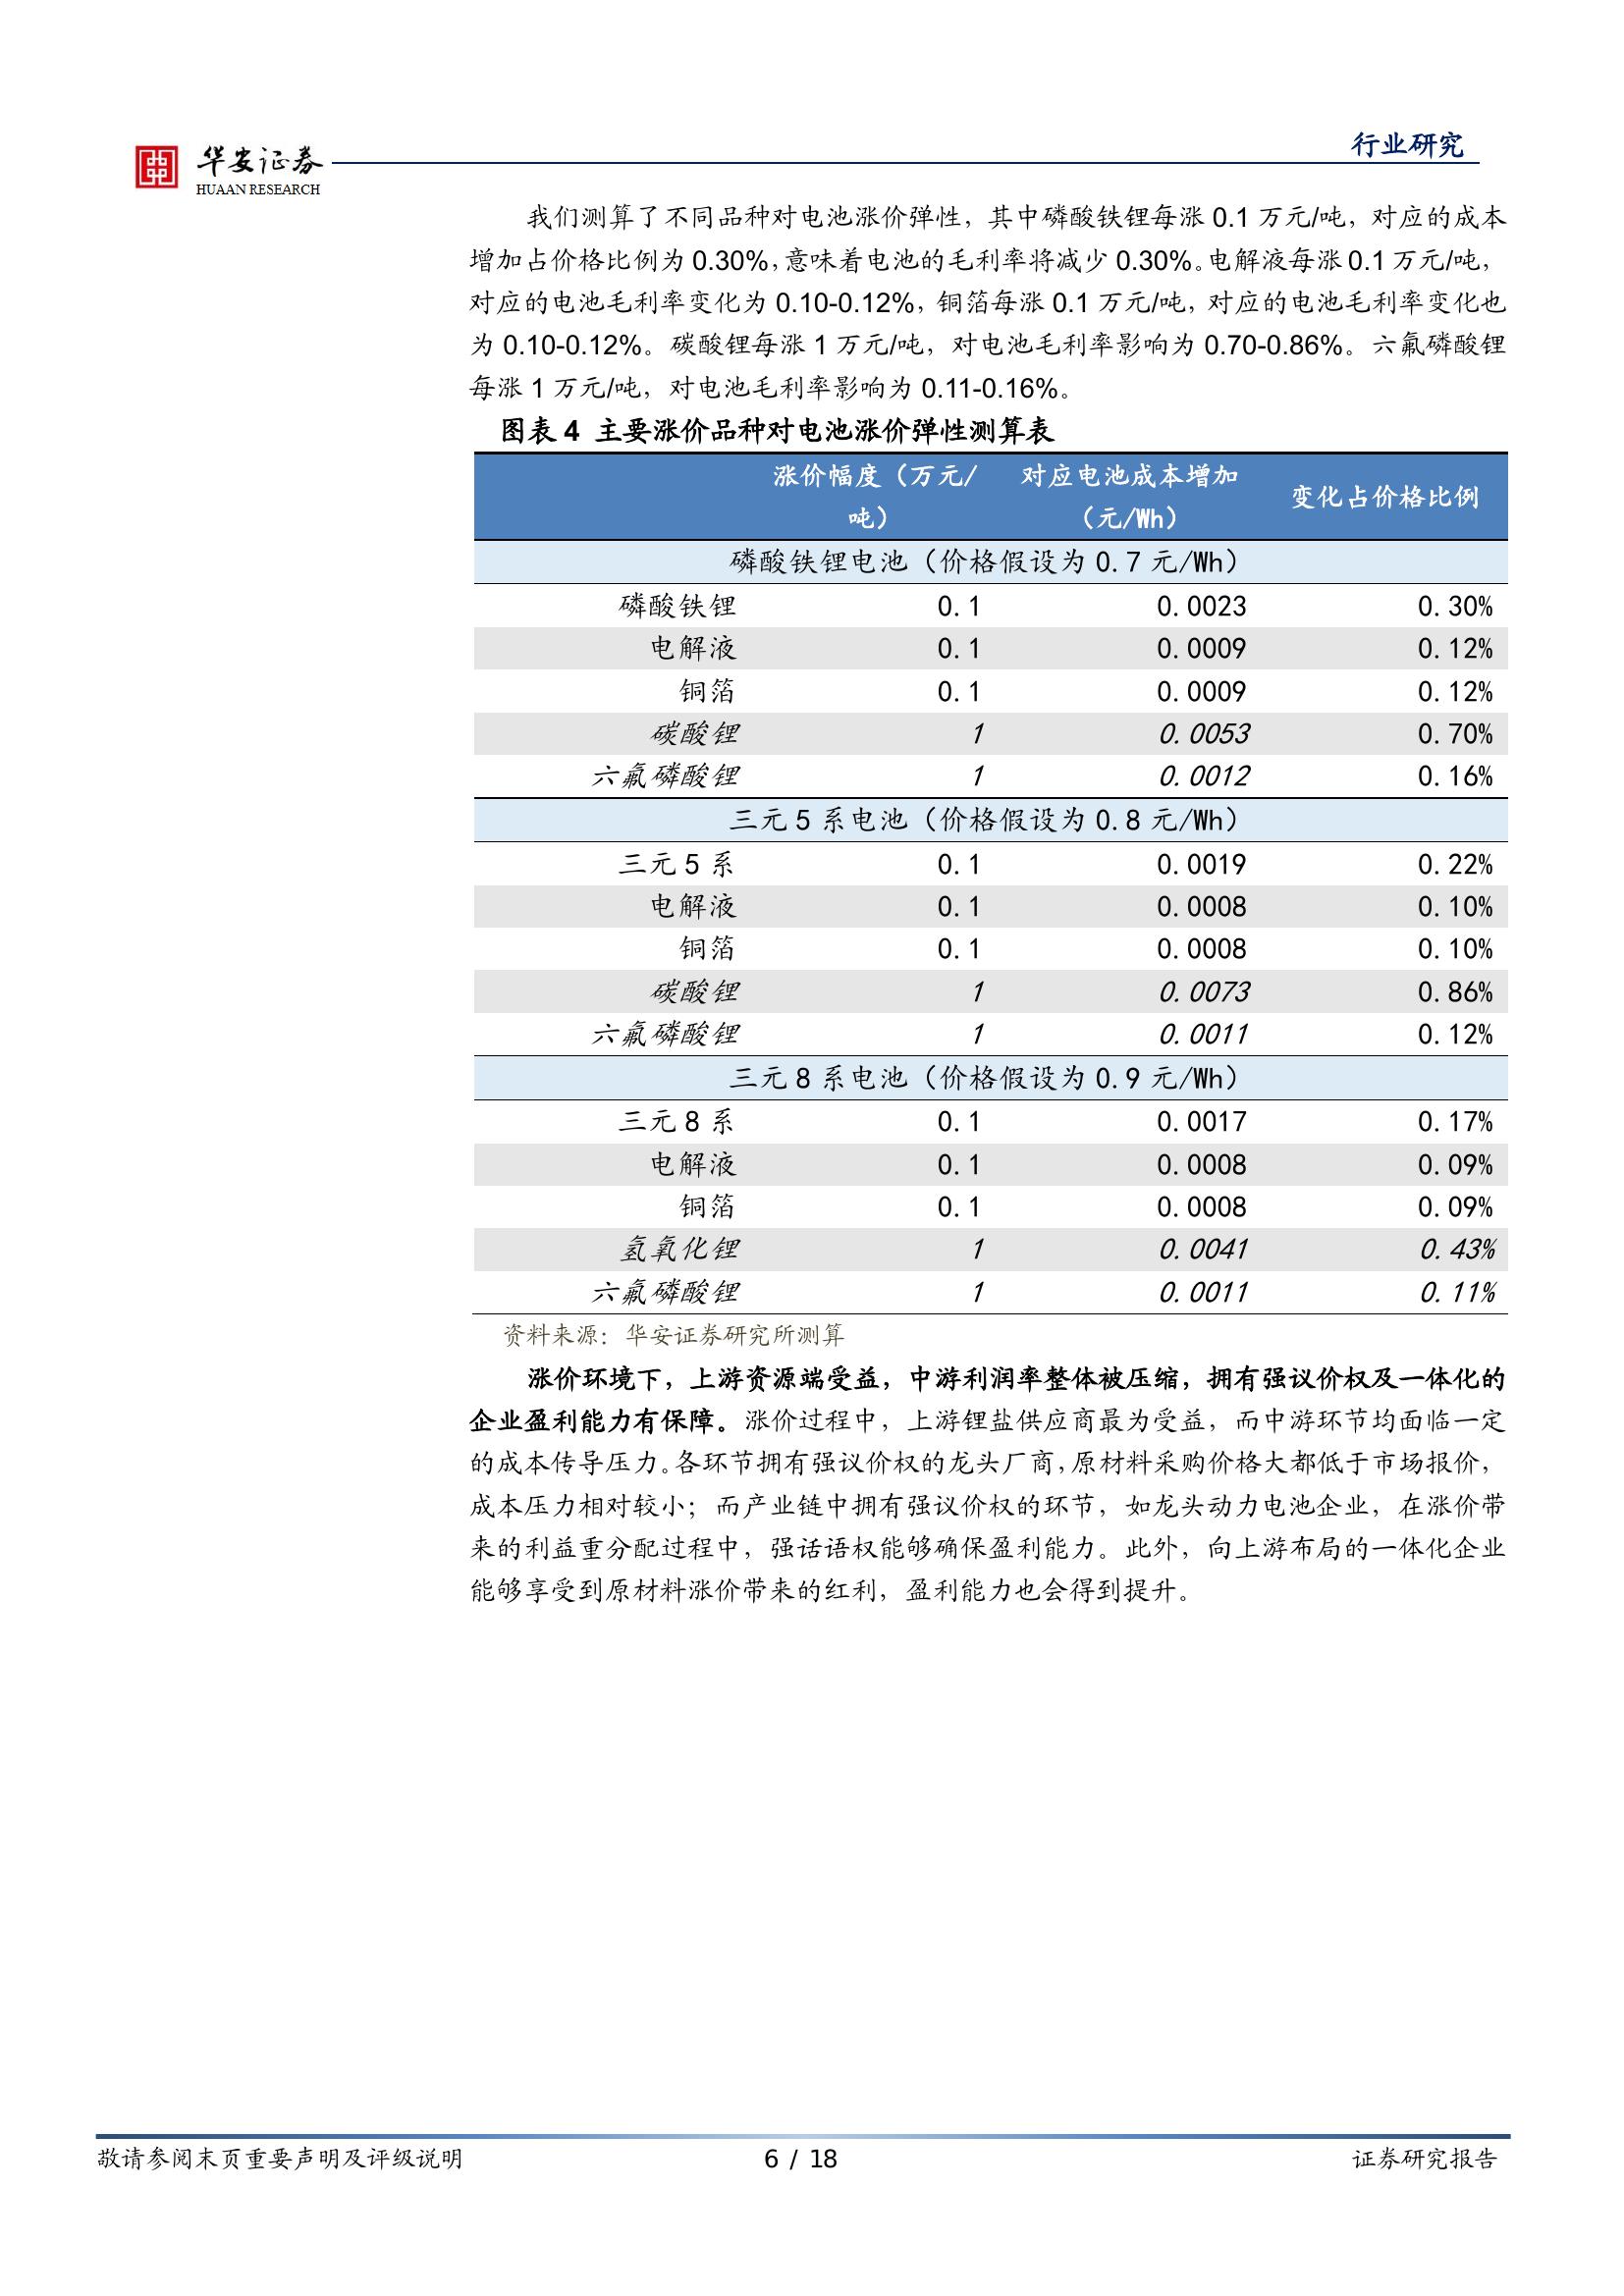 华安证券
HUAAN RESEARCH
行业研究
我们测算了不同品种对电池涨价弹性，其中磷酸铁锂每涨 0.1 万元/吨，对应的成本
增加占价格比例为 0.30%，意味着电池的毛利率将减少 0.30%。电解液每涨 0.1 万元/吨，
对应的电池毛利率变化为 0.10-0.12%，铜箔每涨 0.1 万元/吨，对应的电池毛利率变化也
为 0.10-0.12%。碳酸锂每涨 1 万元/吨，对电池毛利率影响为 0.70-0.86%。六氟磷酸锂
每涨 1 万元/吨，对电池毛利率影响为 0.11-0.16%。
图表 4 主要涨价品种对电池涨价弹性测算表
涨价幅度（万元/吨） 对应电池成本增加（元/Wh） 变化占价格比例
磷酸铁锂电池（价格假设为 0.7 元/Wh）
磷酸铁锂 0.1 0.0023 0.30%
电解液 0.1 0.0009 0.12%
铜箔 0.1 0.0009 0.12%
碳酸锂 1 0.0053 0.70%
六氟磷酸锂 1 0.0012 0.16%
三元 5 系电池（价格假设为 0.8 元/Wh）
三元 5 系 0.1 0.0019 0.22%
电解液 0.1 0.0008 0.10%
铜箔 0.1 0.0008 0.10%
碳酸锂 1 0.0073 0.86%
六氟磷酸锂 1 0.0011 0.12%
三元 8 系电池（价格假设为 0.9 元/Wh）
三元 8 系 0.1 0.0017 0.17%
电解液 0.1 0.0008 0.09%
铜箔 0.1 0.0008 0.09%
氢氧化锂 1 0.0041 0.43%
六氟磷酸锂 1 0.0011 0.11%
资料来源：华安证券研究所测算
涨价环境下，上游资源端受益，中游利润率整体被压缩，拥有强议价权及一体化的
企业盈利能力有保障。涨价过程中，上游锂盐供应商最为受益，而中游环节均面临一定
的成本传导压力。各环节拥有强议价权的龙头厂商，原材料采购价格大都低于市场报价，
成本压力相对较小；而产业链中拥有强议价权的环节，如龙头动力电池企业，在涨价带
来的利益重分配过程中，强话语权能够确保盈利能力。此外，向上游布局的一体化企业
能够享受到原材料涨价带来的红利，盈利能力也会得到提升。
敬请参阅末页重要声明及评级说明 6 / 18 证券研究报告